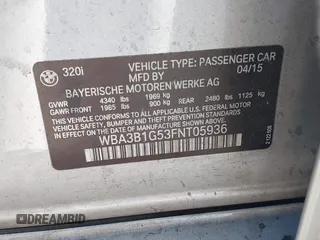 320i VEHICLE TYPE: PASSENGER CAR
04/15
BAYERISCHE MOTOREN WERKE AG
GVWR 4340 lbs 1969 kg
GAWR FRONT 1985 lbs 900 kg GAWR REAR 2480 lbs 1125 kg
THIS VEHICLE CONFORMS TO ALL APPLICABLE U.S. FEDERAL MOTOR
VEHICLE SAFETY, BUMPER AND THEFT PREVENTION STANDARDS IN
EFFECT ON THE DATE OF MANUFACTURE SHOWN ABOVE.
WBA3B1G53FNT05936
DREAMBID